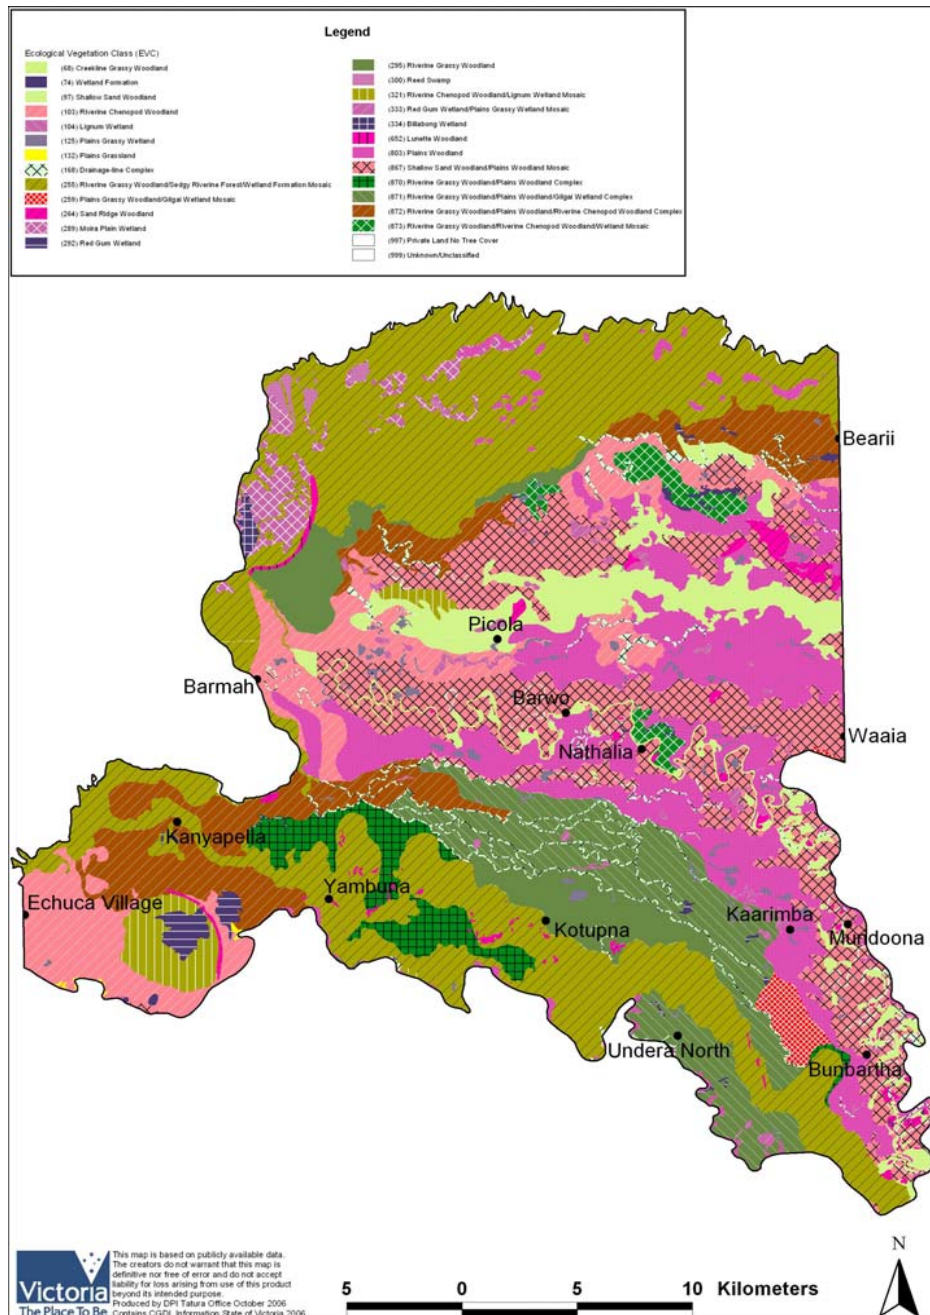 Legend
Ecological Vegetation Class (EVC)
(68) Creekline Grassy Woodland
(74) Wetland Formation
(97) Shallow Sand Woodland
(103) Riverine Chenopod Woodland
(104) Lignum Wetland
(125) Plains Grassy Wetland
(132) Plains Grassland
(168) Drainage-line Complex
(255) Riverine Grassy Woodland/Sedgy Riverine Forest/Wetland Formation Mosaic
(259) Plains Grassy Woodland/Gilgai Wetland Mosaic
(264) Sand Ridge Woodland
(289) Moira Plain Wetland
(292) Red Gum Wetland
(295) Riverine Grassy Woodland
(300) Reed Swamp
(321) Riverine Chenopod Woodland/Lignum Wetland Mosaic
(333) Red Gum Wetland/Plains Grassy Wetland Mosaic
(334) Billabong Wetland
(652) Lunette Woodland
(803) Plains Woodland
(867) Shallow Sand Woodland/Plains Woodland Mosaic
(870) Riverine Grassy Woodland/Plains Woodland Complex
(871) Riverine Grassy Woodland/Plains Woodland/Gilgai Wetland Complex
(872) Riverine Grassy Woodland/Plains Woodland/Riverine Chenopod Woodland Complex
(873) Riverine Grassy Woodland/Riverine Chenopod Woodland/Wetland Mosaic
(997) Private Land No Tree Cover
(999) Unknown/Unclassified
Bearii
Picola
Barmah
Barwo
Waaia
Nathalia
Kanyapella
Yambuna
Echuca Village
Kotupna
Kaarimba
Mundoona
Undera North
Bunbartha
N
Victoria
The Place To Be
This map is based on publicly available data.
The creators do not warrant that this map is
definitive nor free of error and do not accept
liability for loss arising from use of this product
beyond its intended purpose.
Produced by DPI Tatura Office October 2006
Contains CGDL Information State of Victoria 2006
5 0 5 10 Kilometers